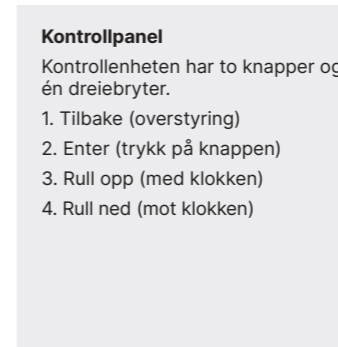 Kontrollpanel
Kontrollenheten har to knapper og
én dreiebryter.
1. Tilbake (overstyring)
2. Enter (trykk på knappen)
3. Rull opp (med klokken)
4. Rull ned (mot klokken)